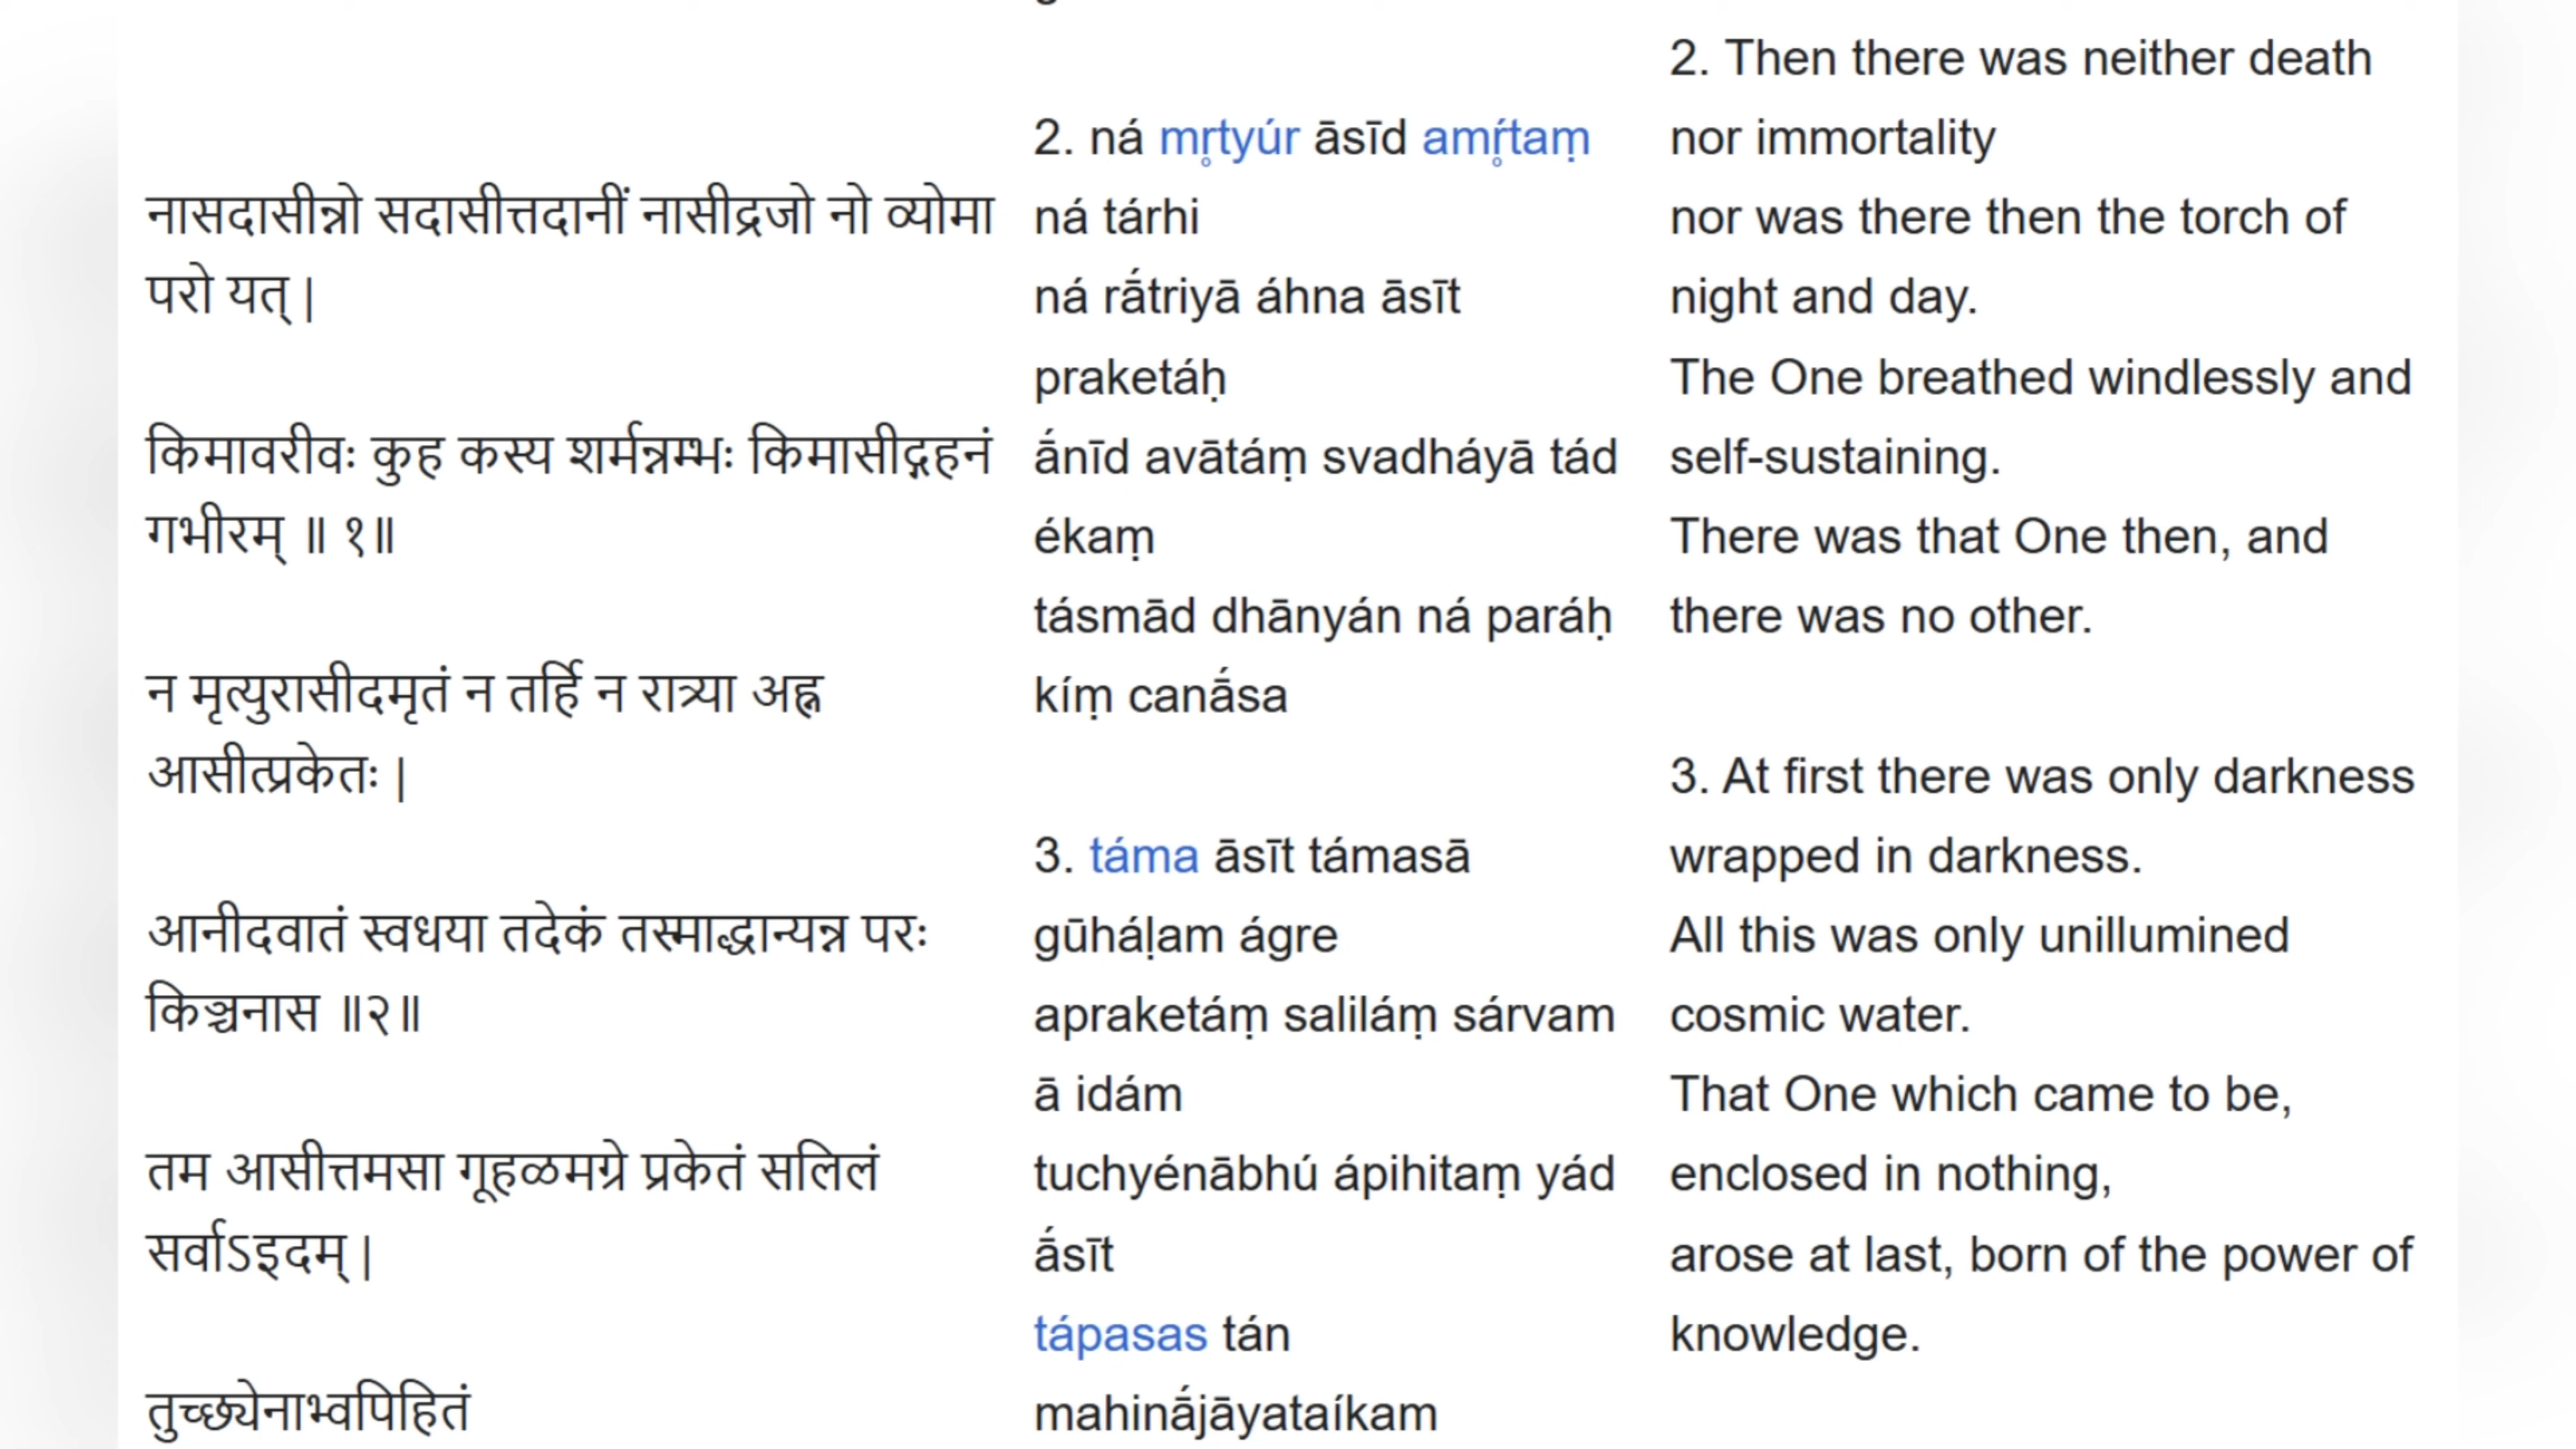 नासदासीन्नो सदासीत्तदानीं नासीद्रजो नो व्योमा
परो यत् |
किमावरीवः कुह कस्य शर्मन्नम्भः किमासीद्गहनं
गभीरम् ॥ १॥
न मृत्युरासीदमृतं न तर्हि न रात्र्या अह्न
आसीत्प्रकेतः |
आनीदवातं स्वधया तदेकं तस्माद्धान्यन्न परः
किञ्चनास ॥२॥
तम आसीत्तमसा गूहळमग्रे प्रकेतं सलिलं
सर्वाऽइदम् |
तुच्छ्येनाभ्वपिहितं
2. ná mr̥tyúr āsīd amŕ̥taṃ
ná tárhi
ná rā́triyā áhna āsīt
praketáḥ
ā́nīd avātáṃ svadháyā tád
ékaṃ
tásmād dhānyán ná paráḥ
kíṃ canā́sa
3. táma āsīt támasā
gūháḷam ágre
apraketáṃ saliláṃ sárvam
ā idám
tuchyénābhú ápihitaṃ yád
ā́sīt
tápasas tán
mahinā́jāyataíkam
2. Then there was neither death
nor immortality
nor was there then the torch of
night and day.
The One breathed windlessly and
self-sustaining.
There was that One then, and
there was no other.
3. At first there was only darkness
wrapped in darkness.
All this was only unillumined
cosmic water.
That One which came to be,
enclosed in nothing,
arose at last, born of the power of
knowledge.